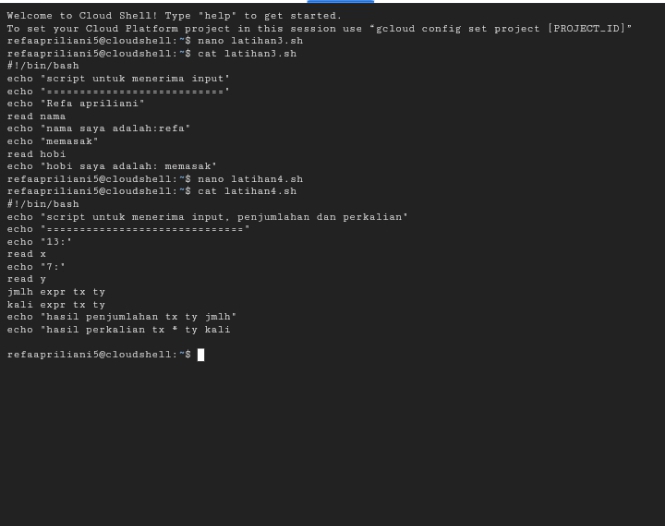 Welcome to Cloud Shell! Type "help" to get started.
To set your Cloud Platform project in this session use “gcloud config set project [PROJECT_ID]”
refaapriliani5@cloudshell:~$ nano latihan3.sh
refaapriliani5@cloudshell:~$ cat latihan3.sh
#!/bin/bash
echo "script untuk menerima input"
echo "==========================="
echo "Refa apriliani"
read nama
echo "nama saya adalah:refa"
echo "memasak"
read hobi
echo "hobi saya adalah: memasak"
refaapriliani5@cloudshell:~$ nano latihan4.sh
refaapriliani5@cloudshell:~$ cat latihan4.sh
#!/bin/bash
echo "script untuk menerima input, penjumlahan dan perkalian"
echo "=============================="
echo "13:"
read x
echo "7:"
read y
jmlh expr tx ty
kali expr tx ty
echo "hasil penjumlahan tx ty jmlh"
echo "hasil perkalian tx * ty kali
refaapriliani5@cloudshell:~$